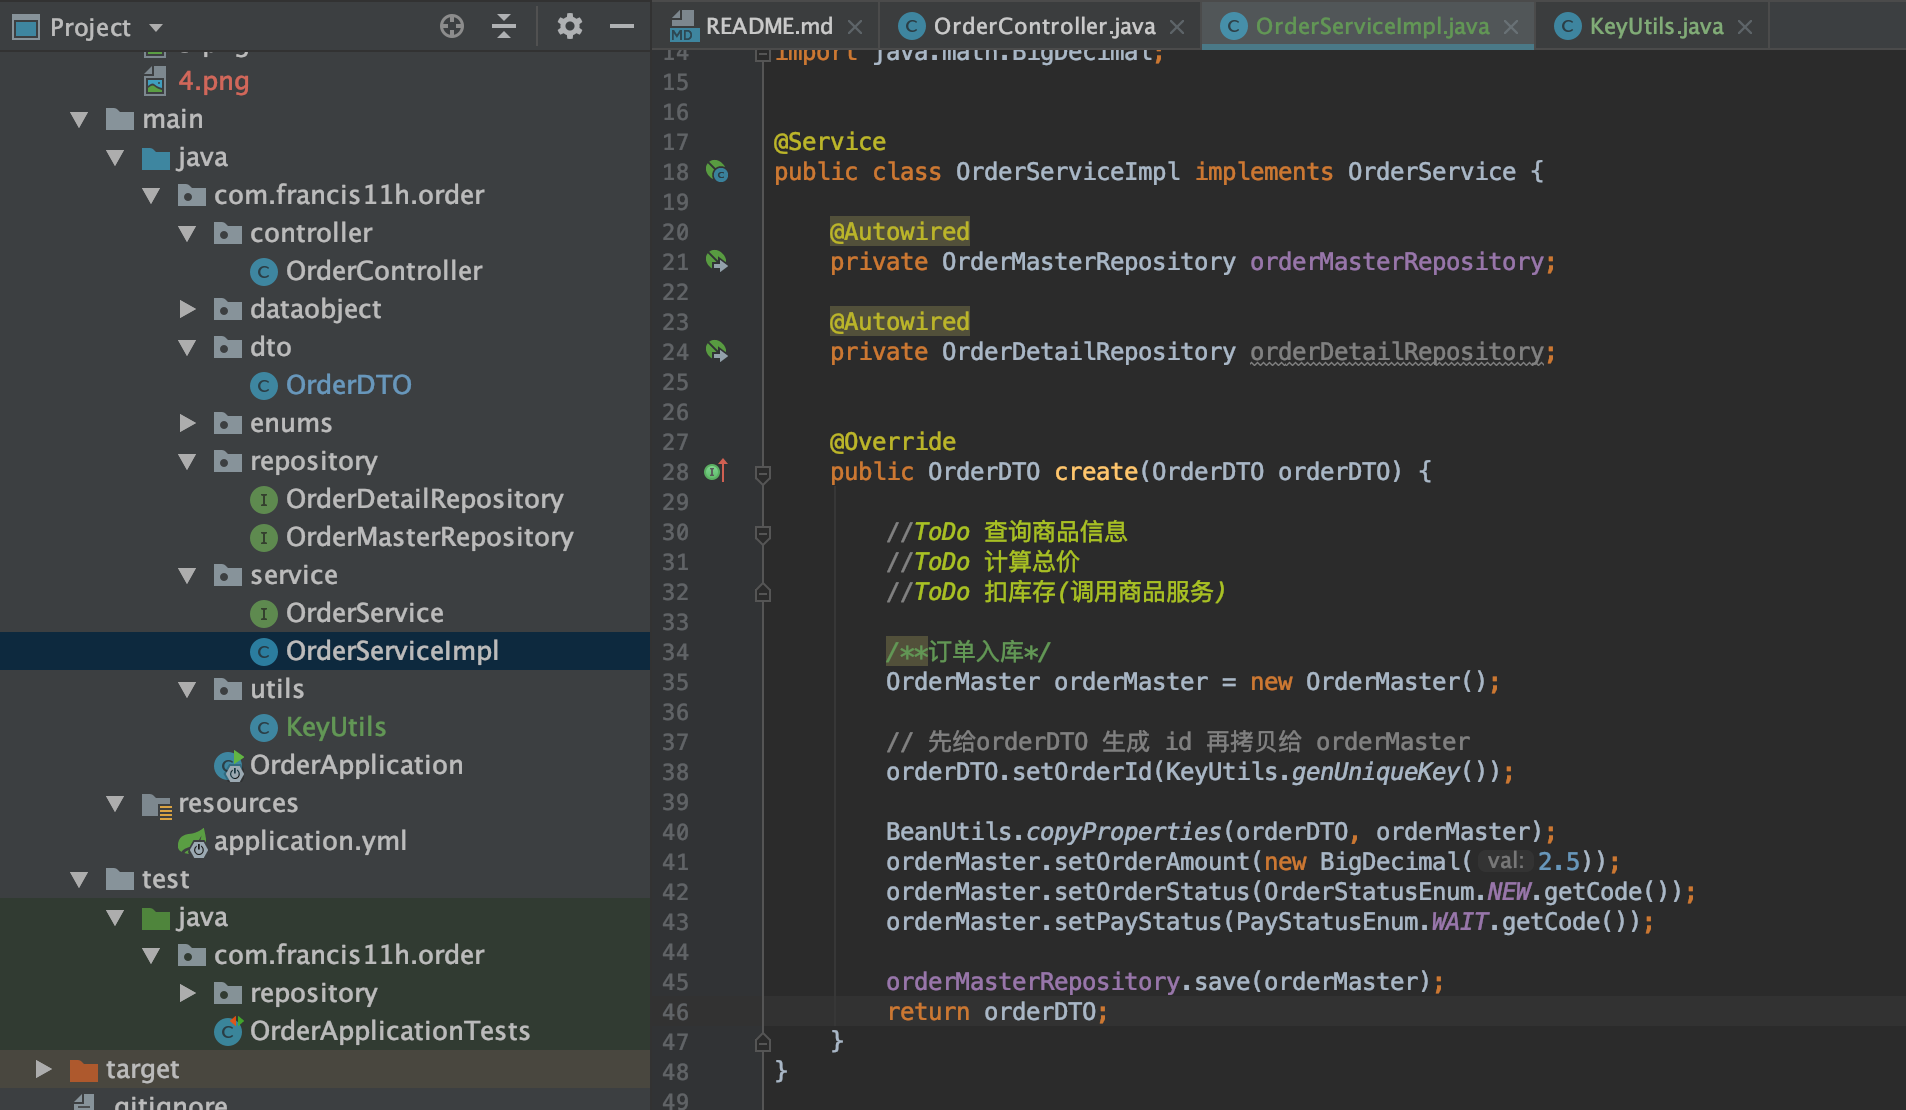 Project
4.png
main
java
com.francis11h.order
controller
OrderController
dataobject
dto
OrderDTO
enums
repository
OrderDetailRepository
OrderMasterRepository
service
OrderService
OrderServiceImpl
utils
KeyUtils
OrderApplication
resources
application.yml
test
java
com.francis11h.order
repository
OrderApplicationTests
target
.gitignore
README.md OrderController.java OrderServiceImpl.java KeyUtils.java
14 import java.math.BigDecimal;
15
16
17 @Service
18 public class OrderServiceImpl implements OrderService {
19
20 @Autowired
21 private OrderMasterRepository orderMasterRepository;
22
23 @Autowired
24 private OrderDetailRepository orderDetailRepository;
25
26
27 @Override
28 public OrderDTO create(OrderDTO orderDTO) {
29
30 //ToDo 查询商品信息
31 //ToDo 计算总价
32 //ToDo 扣库存(调用商品服务)
33
34 /**订单入库*/
35 OrderMaster orderMaster = new OrderMaster();
36
37 // 先给orderDTO 生成 id 再拷贝给 orderMaster
38 orderDTO.setOrderId(KeyUtils.genUniqueKey());
39
40 BeanUtils.copyProperties(orderDTO, orderMaster);
41 orderMaster.setOrderAmount(new BigDecimal( val: 2.5));
42 orderMaster.setOrderStatus(OrderStatusEnum.NEW.getCode());
43 orderMaster.setPayStatus(PayStatusEnum.WAIT.getCode());
44
45 orderMasterRepository.save(orderMaster);
46 return orderDTO;
47 }
48 }
49